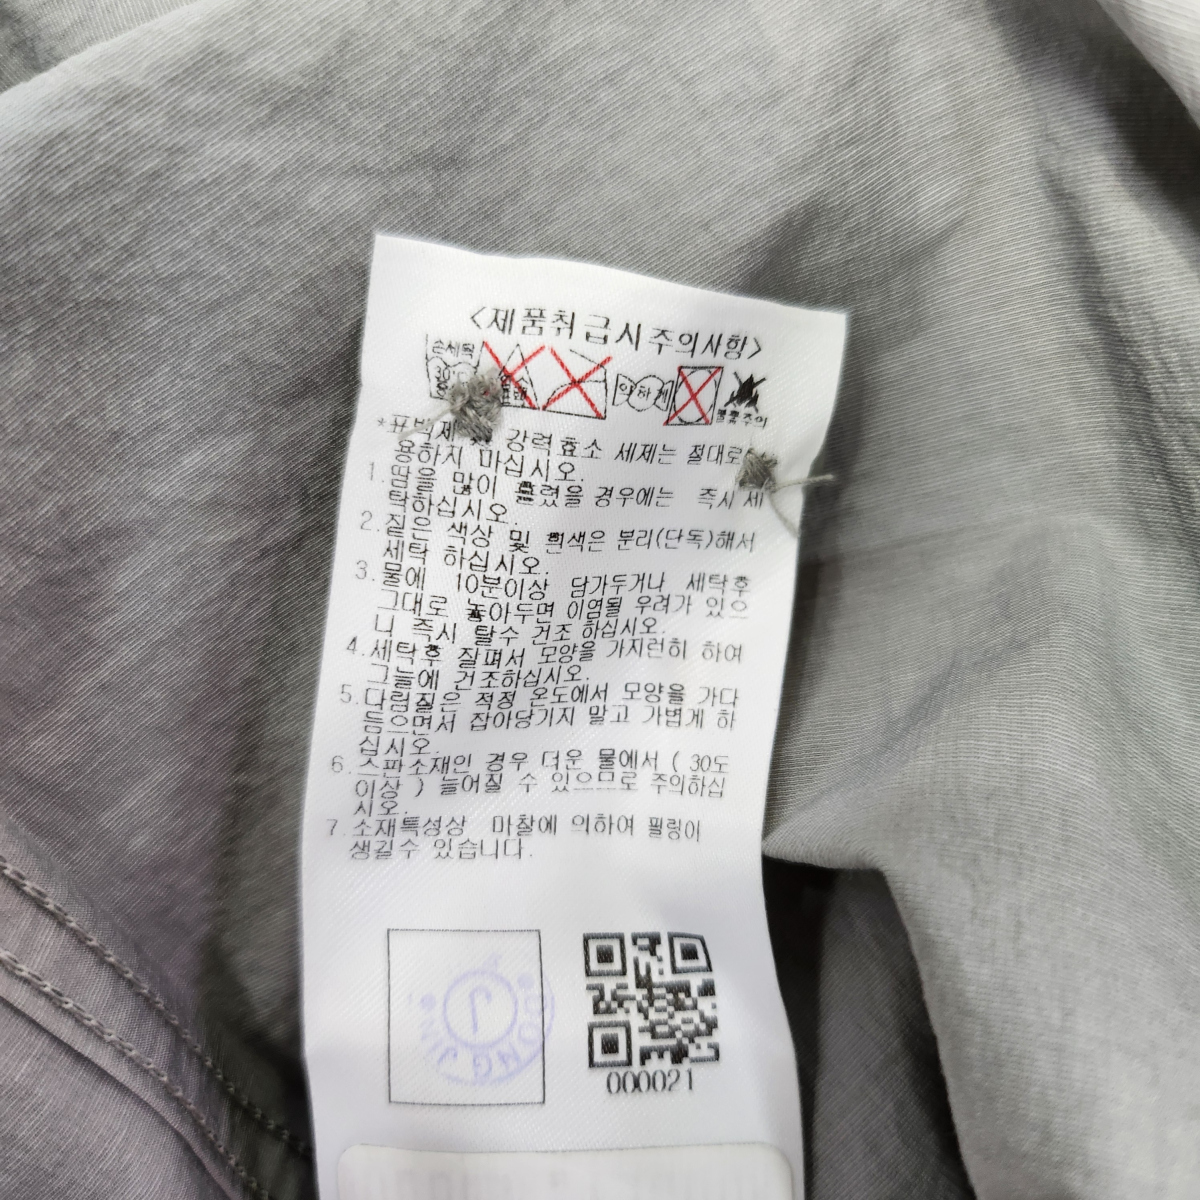 <제품취급시주의사항>
손세탁
약하게
불꽃주의
*표백제 강력효소 세제는 절대로
용하지 마십시오.
1.땀을 많이 흘렸을 경우에는 즉시 세
탁하십시오.
2.짙은 색상 및 흰색은 분리(단독)해서
세탁 하십시오.
3.물에 10분이상 담가두거나 세탁후
그대로 놓아두면 이염될 우려가 있으
니 즉시 탈수 건조 하십시오.
4.세탁후 잘펴서 모양을 가지런히 하여
그늘에 건조하십시오.
5.다림질은 적정 온도에서 모양을 가다
듬으면서 잡아당기지 말고 가볍게 하
십시오.
6.스판소재인 경우 더운 물에서 ( 30도
이상 ) 늘어질 수 있으므로 주의하십
시오.
7.소재특성상 마찰에 의하여 필링이
생길수 있습니다.
DONG JIN
J
000021